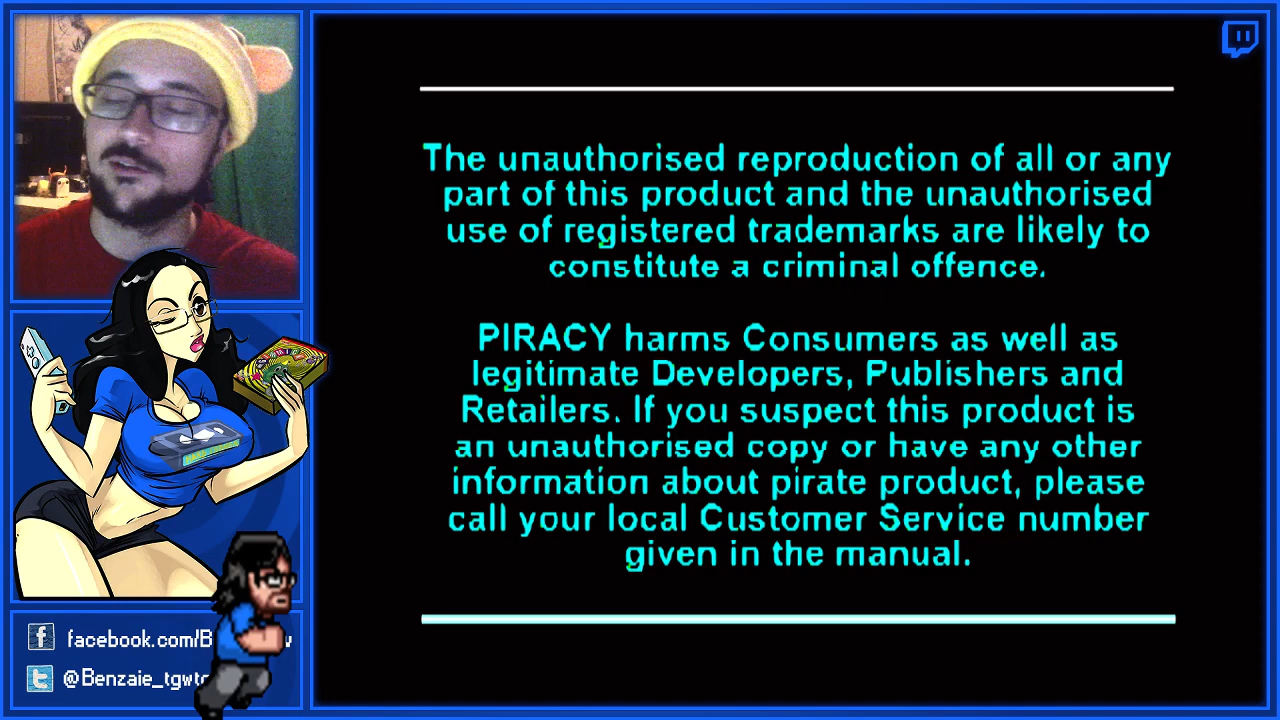 The unauthorised reproduction of all or any
part of this product and the unauthorised
use of registered trademarks are likely to
constitute a criminal offence.
PIRACY harms Consumers as well as
legitimate Developers, Publishers and
Retailers. If you suspect this product is
an unauthorised copy or have any other
information about pirate product, please
call your local Customer Service number
given in the manual.
facebook.com/B
@Benzaie_tgwt